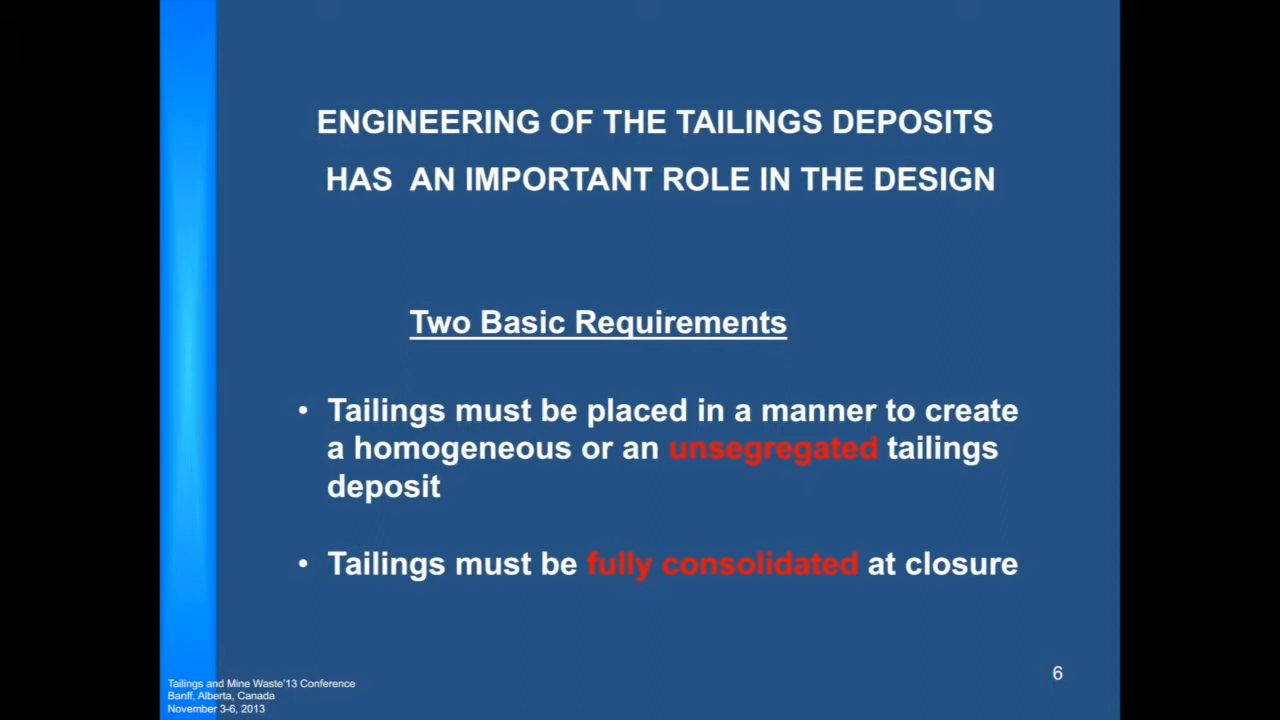 ENGINEERING OF THE TAILINGS DEPOSITS
HAS AN IMPORTANT ROLE IN THE DESIGN
Two Basic Requirements
• Tailings must be placed in a manner to create
a homogeneous or an unsegregated tailings
deposit
• Tailings must be fully consolidated at closure
6
Tailings and Mine Waste'13 Conference
Banff, Alberta, Canada
November 3-6, 2013